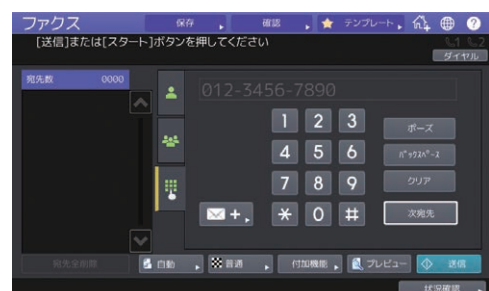 ファクス 保存 確認 テンプレート ?
[送信]または[スタート]ボタンを押してください
1 2
ダイヤル
宛先数 0000
012-3456-7890
1 2 3 ポーズ
4 5 6 バックスペース
7 8 9 クリア
+ * 0 # 次宛先
宛先全削除 自動 普通 付加機能 プレビュー 送信
状況確認